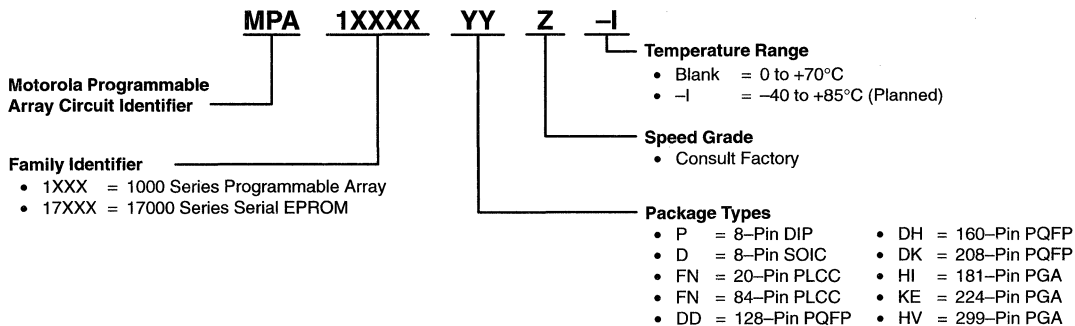 MPA 1XXXX YY Z –I
Motorola Programmable
Array Circuit Identifier
Family Identifier
• 1XXX = 1000 Series Programmable Array
• 17XXX = 17000 Series Serial EPROM
Temperature Range
• Blank = 0 to +70°C
• –I = –40 to +85°C (Planned)
Speed Grade
• Consult Factory
Package Types
• P = 8–Pin DIP
• D = 8–Pin SOIC
• FN = 20–Pin PLCC
• FN = 84–Pin PLCC
• DD = 128–Pin PQFP
• DH = 160–Pin PQFP
• DK = 208–Pin PQFP
• HI = 181–Pin PGA
• KE = 224–Pin PGA
• HV = 299–Pin PGA